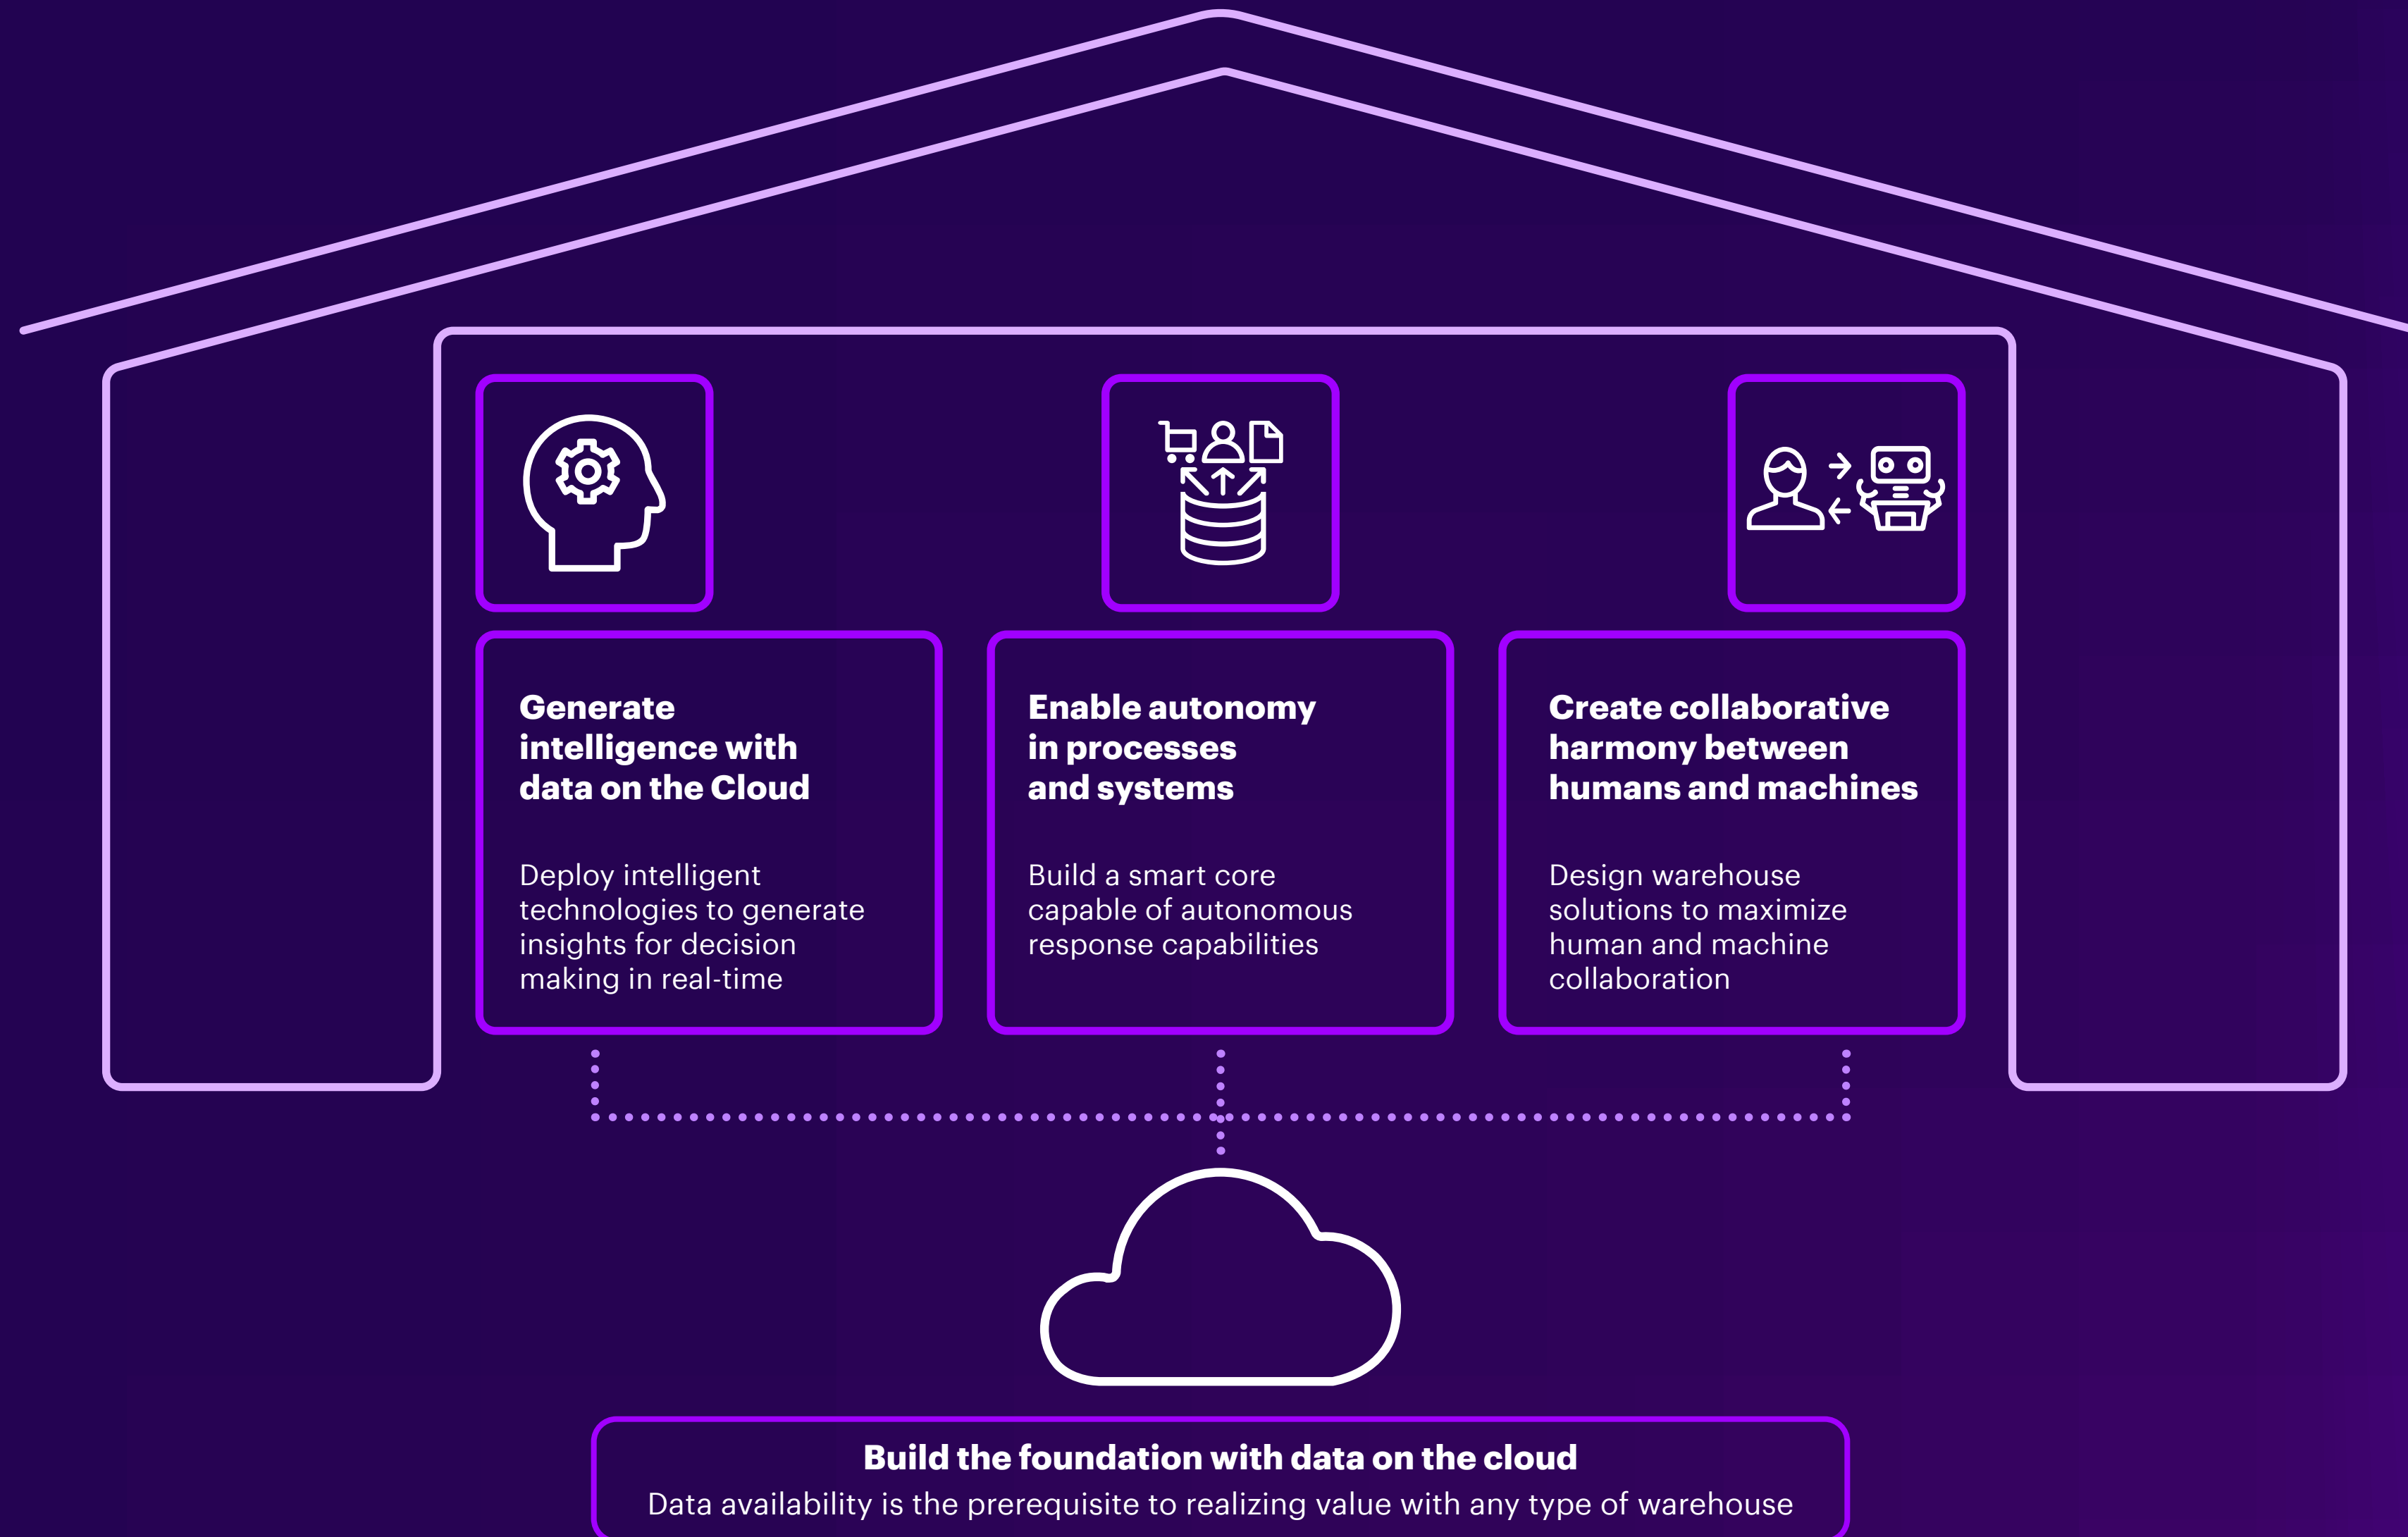 Generate
intelligence with
data on the Cloud
Deploy intelligent
technologies to generate
insights for decision
making in real-time
Enable autonomy
in processes
and systems
Build a smart core
capable of autonomous
response capabilities
Create collaborative
harmony between
humans and machines
Design warehouse
solutions to maximize
human and machine
collaboration
Build the foundation with data on the cloud
Data availability is the prerequisite to realizing value with any type of warehouse